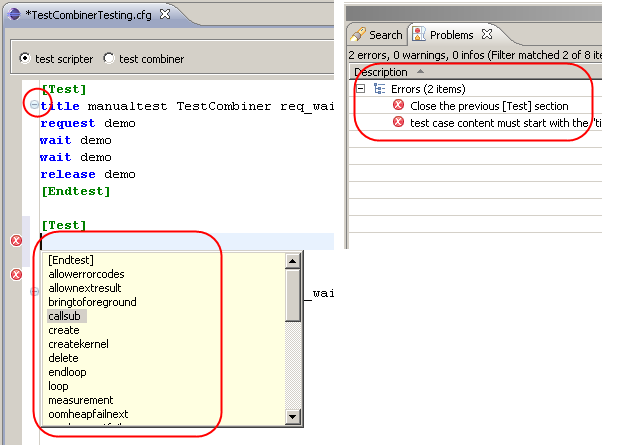 *TestCombinerTesting.cfg
test scripter test combiner
[Test]
title manualtest TestCombiner req_wai
request demo
wait demo
wait demo
release demo
[Endtest]
[Test]
[Endtest]
allowerrorcodes
allownextresult
bringtoforeground
callsub
create
createkernel
delete
endloop
loop
measurement
oomheapfailnext
_wai
Search Problems
2 errors, 0 warnings, 0 infos (Filter matched 2 of 8 iter
Description
Errors (2 items)
Close the previous [Test] section
test case content must start with the "ti